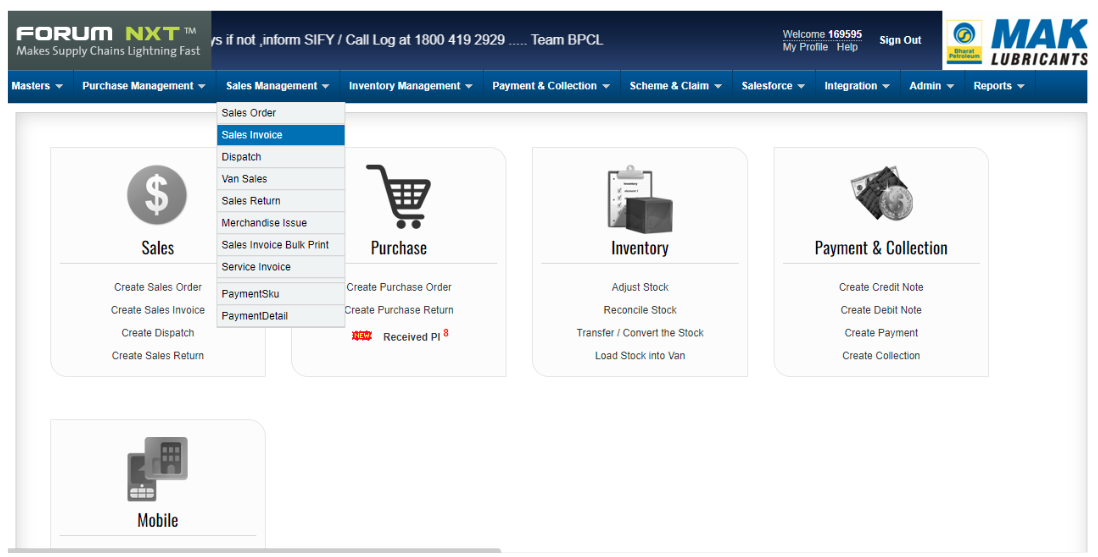 FORUM NXT ™
Makes Supply Chains Lightning Fast
s if not ,inform SIFY / Call Log at 1800 419 2929 ..... Team BPCL
Welcome 169595
My Profile Help
Sign Out
Bharat
Petroleum
MAK
LUBRICANTS
Masters Purchase Management Sales Management Inventory Management Payment & Collection Scheme & Claim Salesforce Integration Admin Reports
Sales Order
Sales Invoice
Dispatch
Van Sales
Sales Return
Merchandise Issue
Sales Invoice Bulk Print
Service Invoice
PaymentSku
PaymentDetail
Sales
Create Sales Order
Create Sales Invoice
Create Dispatch
Create Sales Return
Purchase
Create Purchase Order
Create Purchase Return
NEW Received PI 8
Inventory
Adjust Stock
Reconcile Stock
Transfer / Convert the Stock
Load Stock into Van
Payment & Collection
Create Credit Note
Create Debit Note
Create Payment
Create Collection
Mobile